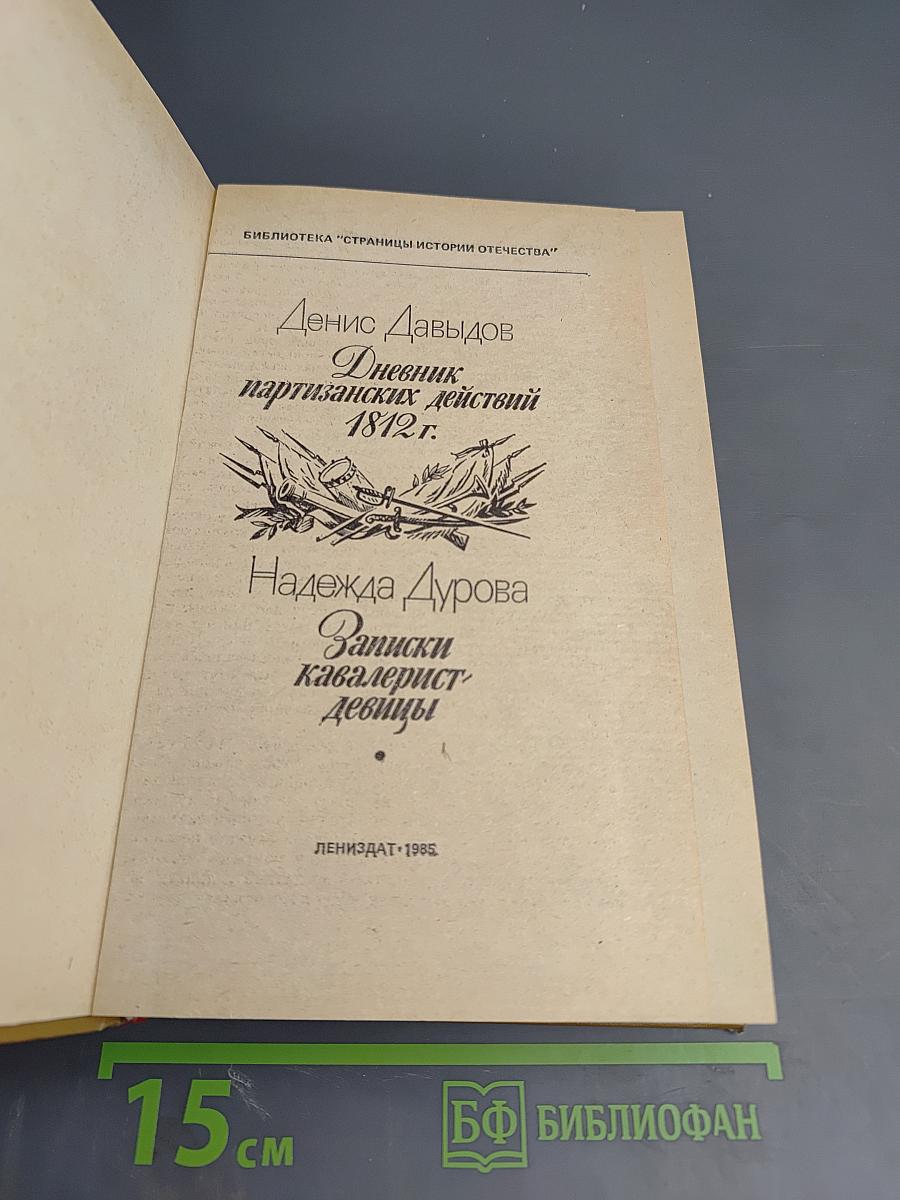 БИБЛИОТЕКА "СТРАНИЦЫ ИСТОРИИ ОТЕЧЕСТВА"
Денис Давыдов
Дневник
партизанских действий
1812 г.
Надежда Дурова
Записки
кавалерист-
девицы
ЛЕНИЗДАТ•1985
15 см
БФ БИБЛИОФАН